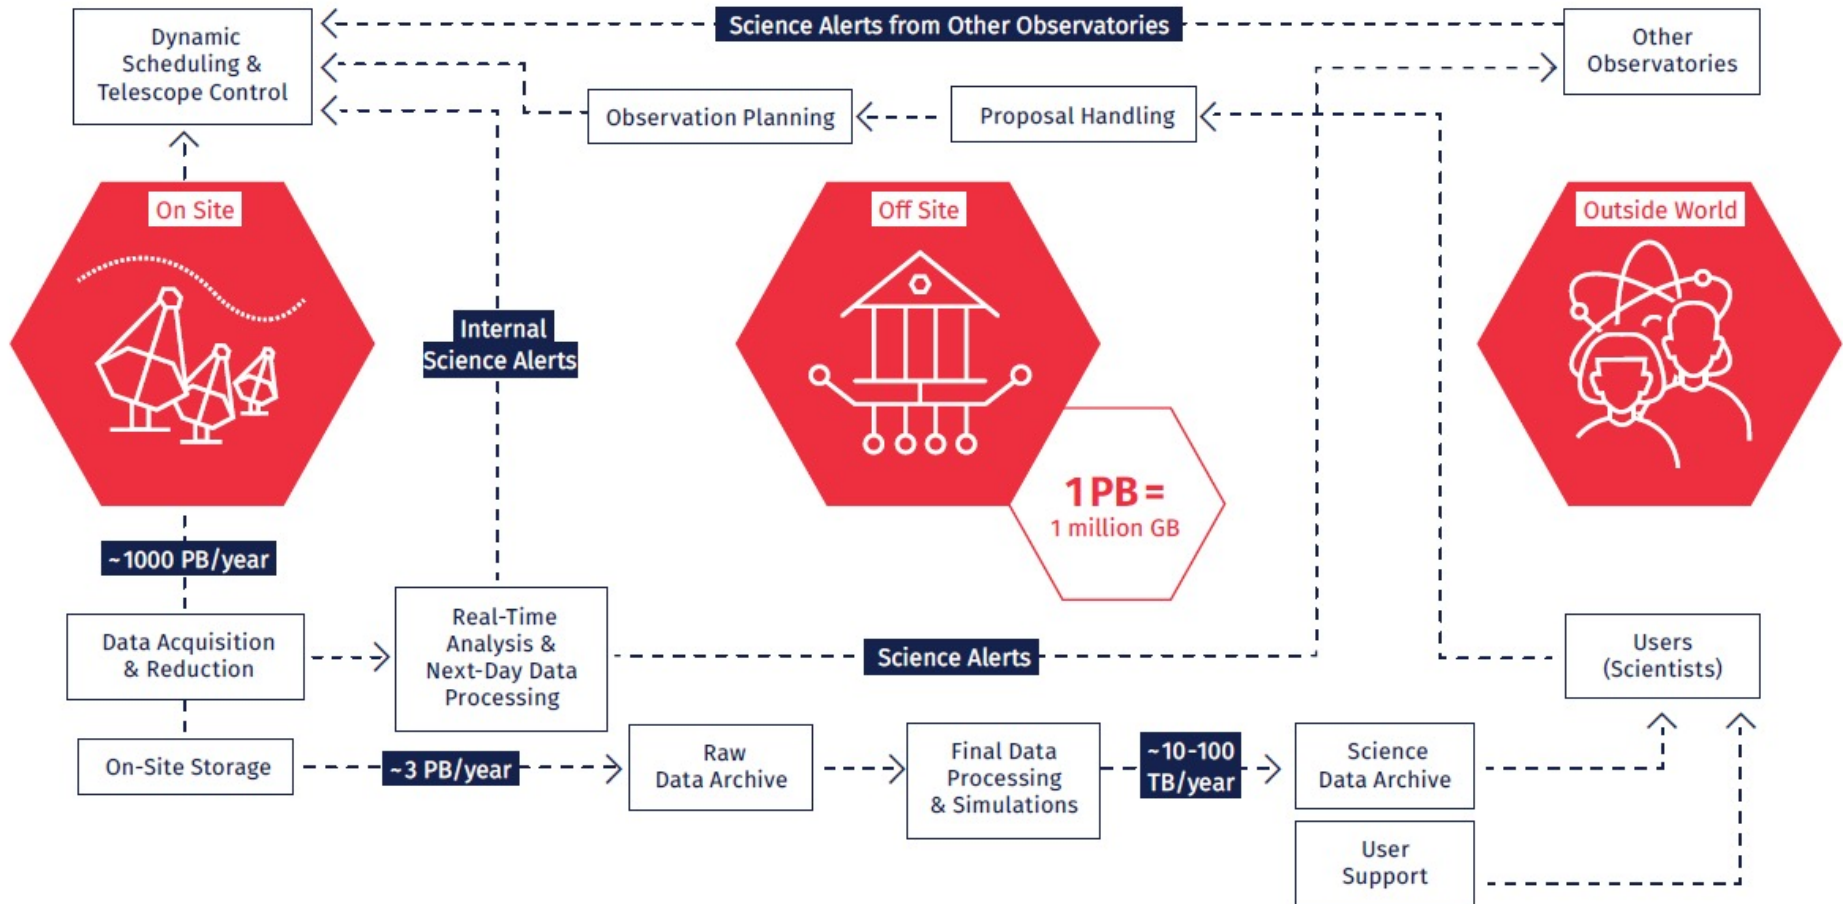 Dynamic
Scheduling &
Telescope Control
Science Alerts from Other Observatories
Other
Observatories
Observation Planning
Proposal Handling
On Site
Off Site
Outside World
Internal
Science Alerts
1PB=
1 million GB
~1000 PB/year
Data Acquisition
& Reduction
Real-Time
Analysis &
Next-Day Data
Processing
Science Alerts
Users
(Scientists)
On-Site Storage
~3 PB/year
Raw
Data Archive
Final Data
Processing
& Simulations
~10-100
TB/year
Science
Data Archive
User
Support